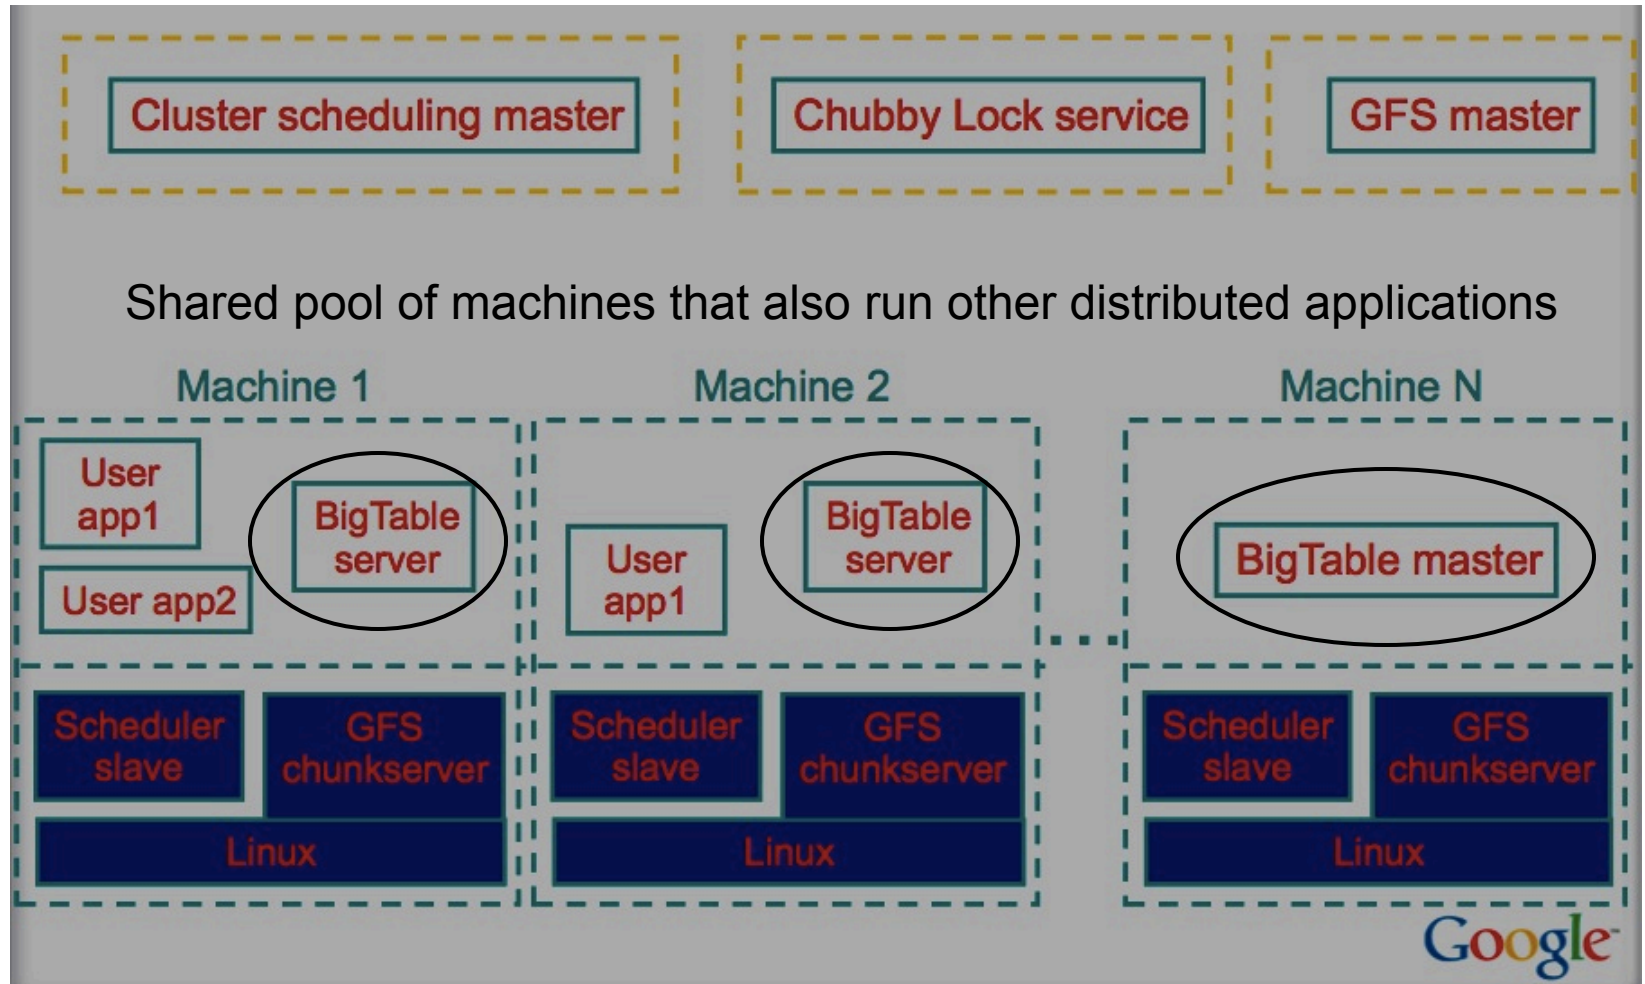 Cluster scheduling master
Chubby Lock service
GFS master
Shared pool of machines that also run other distributed applications
Machine 1
User
app1
User app2
BigTable
server
Scheduler
slave
GFS
chunkserver
Linux
Machine 2
User
app1
BigTable
server
Scheduler
slave
GFS
chunkserver
Linux
...
Machine N
BigTable master
Scheduler
slave
GFS
chunkserver
Linux
Google